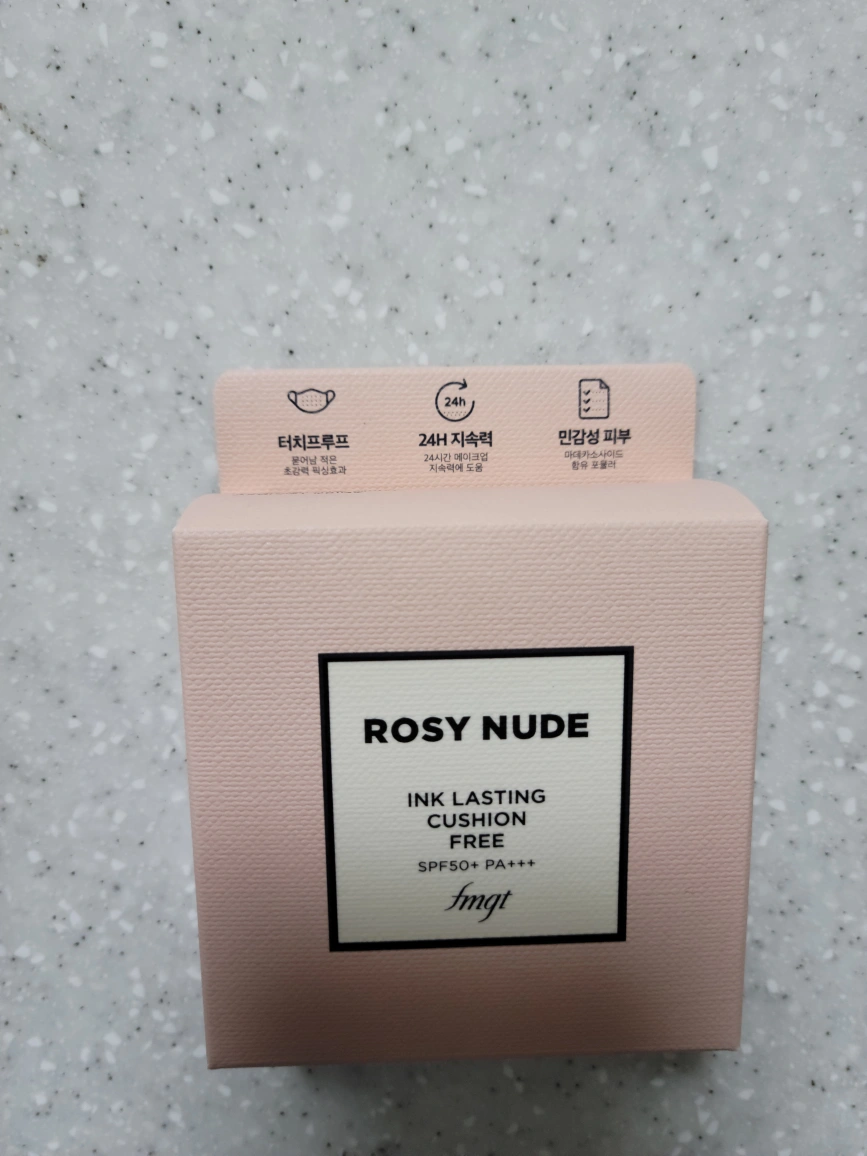 24h
터치프루프
묻어남 적은
초강력 픽싱효과
24H 지속력
24시간 메이크업
지속력에 도움
민감성 피부
마데카소사이드
함유 포뮬러
ROSY NUDE
INK LASTING
CUSHION
FREE
SPF50+ PA+++
fmgt